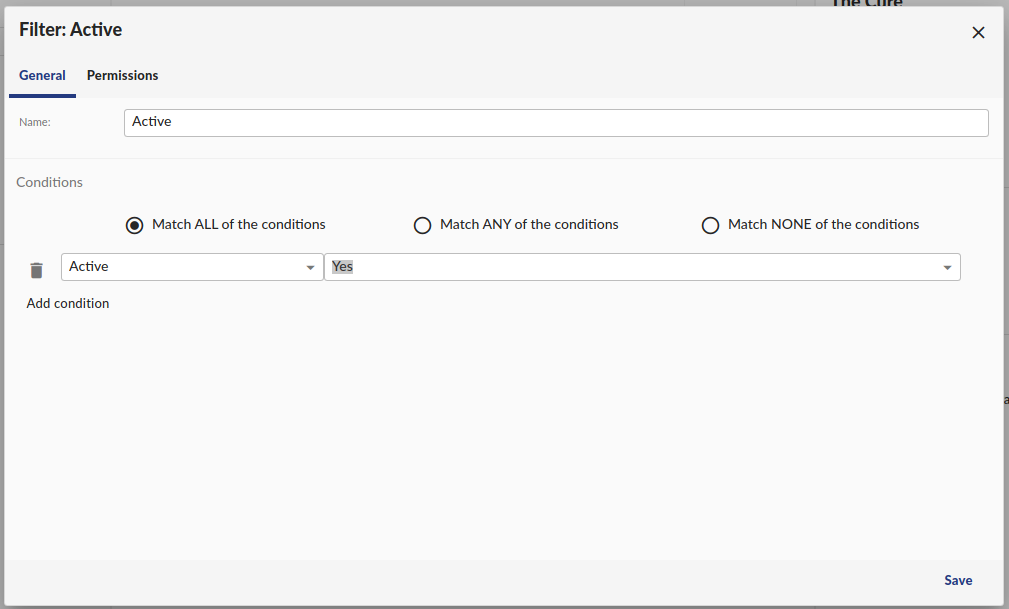 The Cure
Filter: Active
General Permissions
Name: Active
Conditions
Match ALL of the conditions Match ANY of the conditions Match NONE of the conditions
Active Yes
Add condition
Save